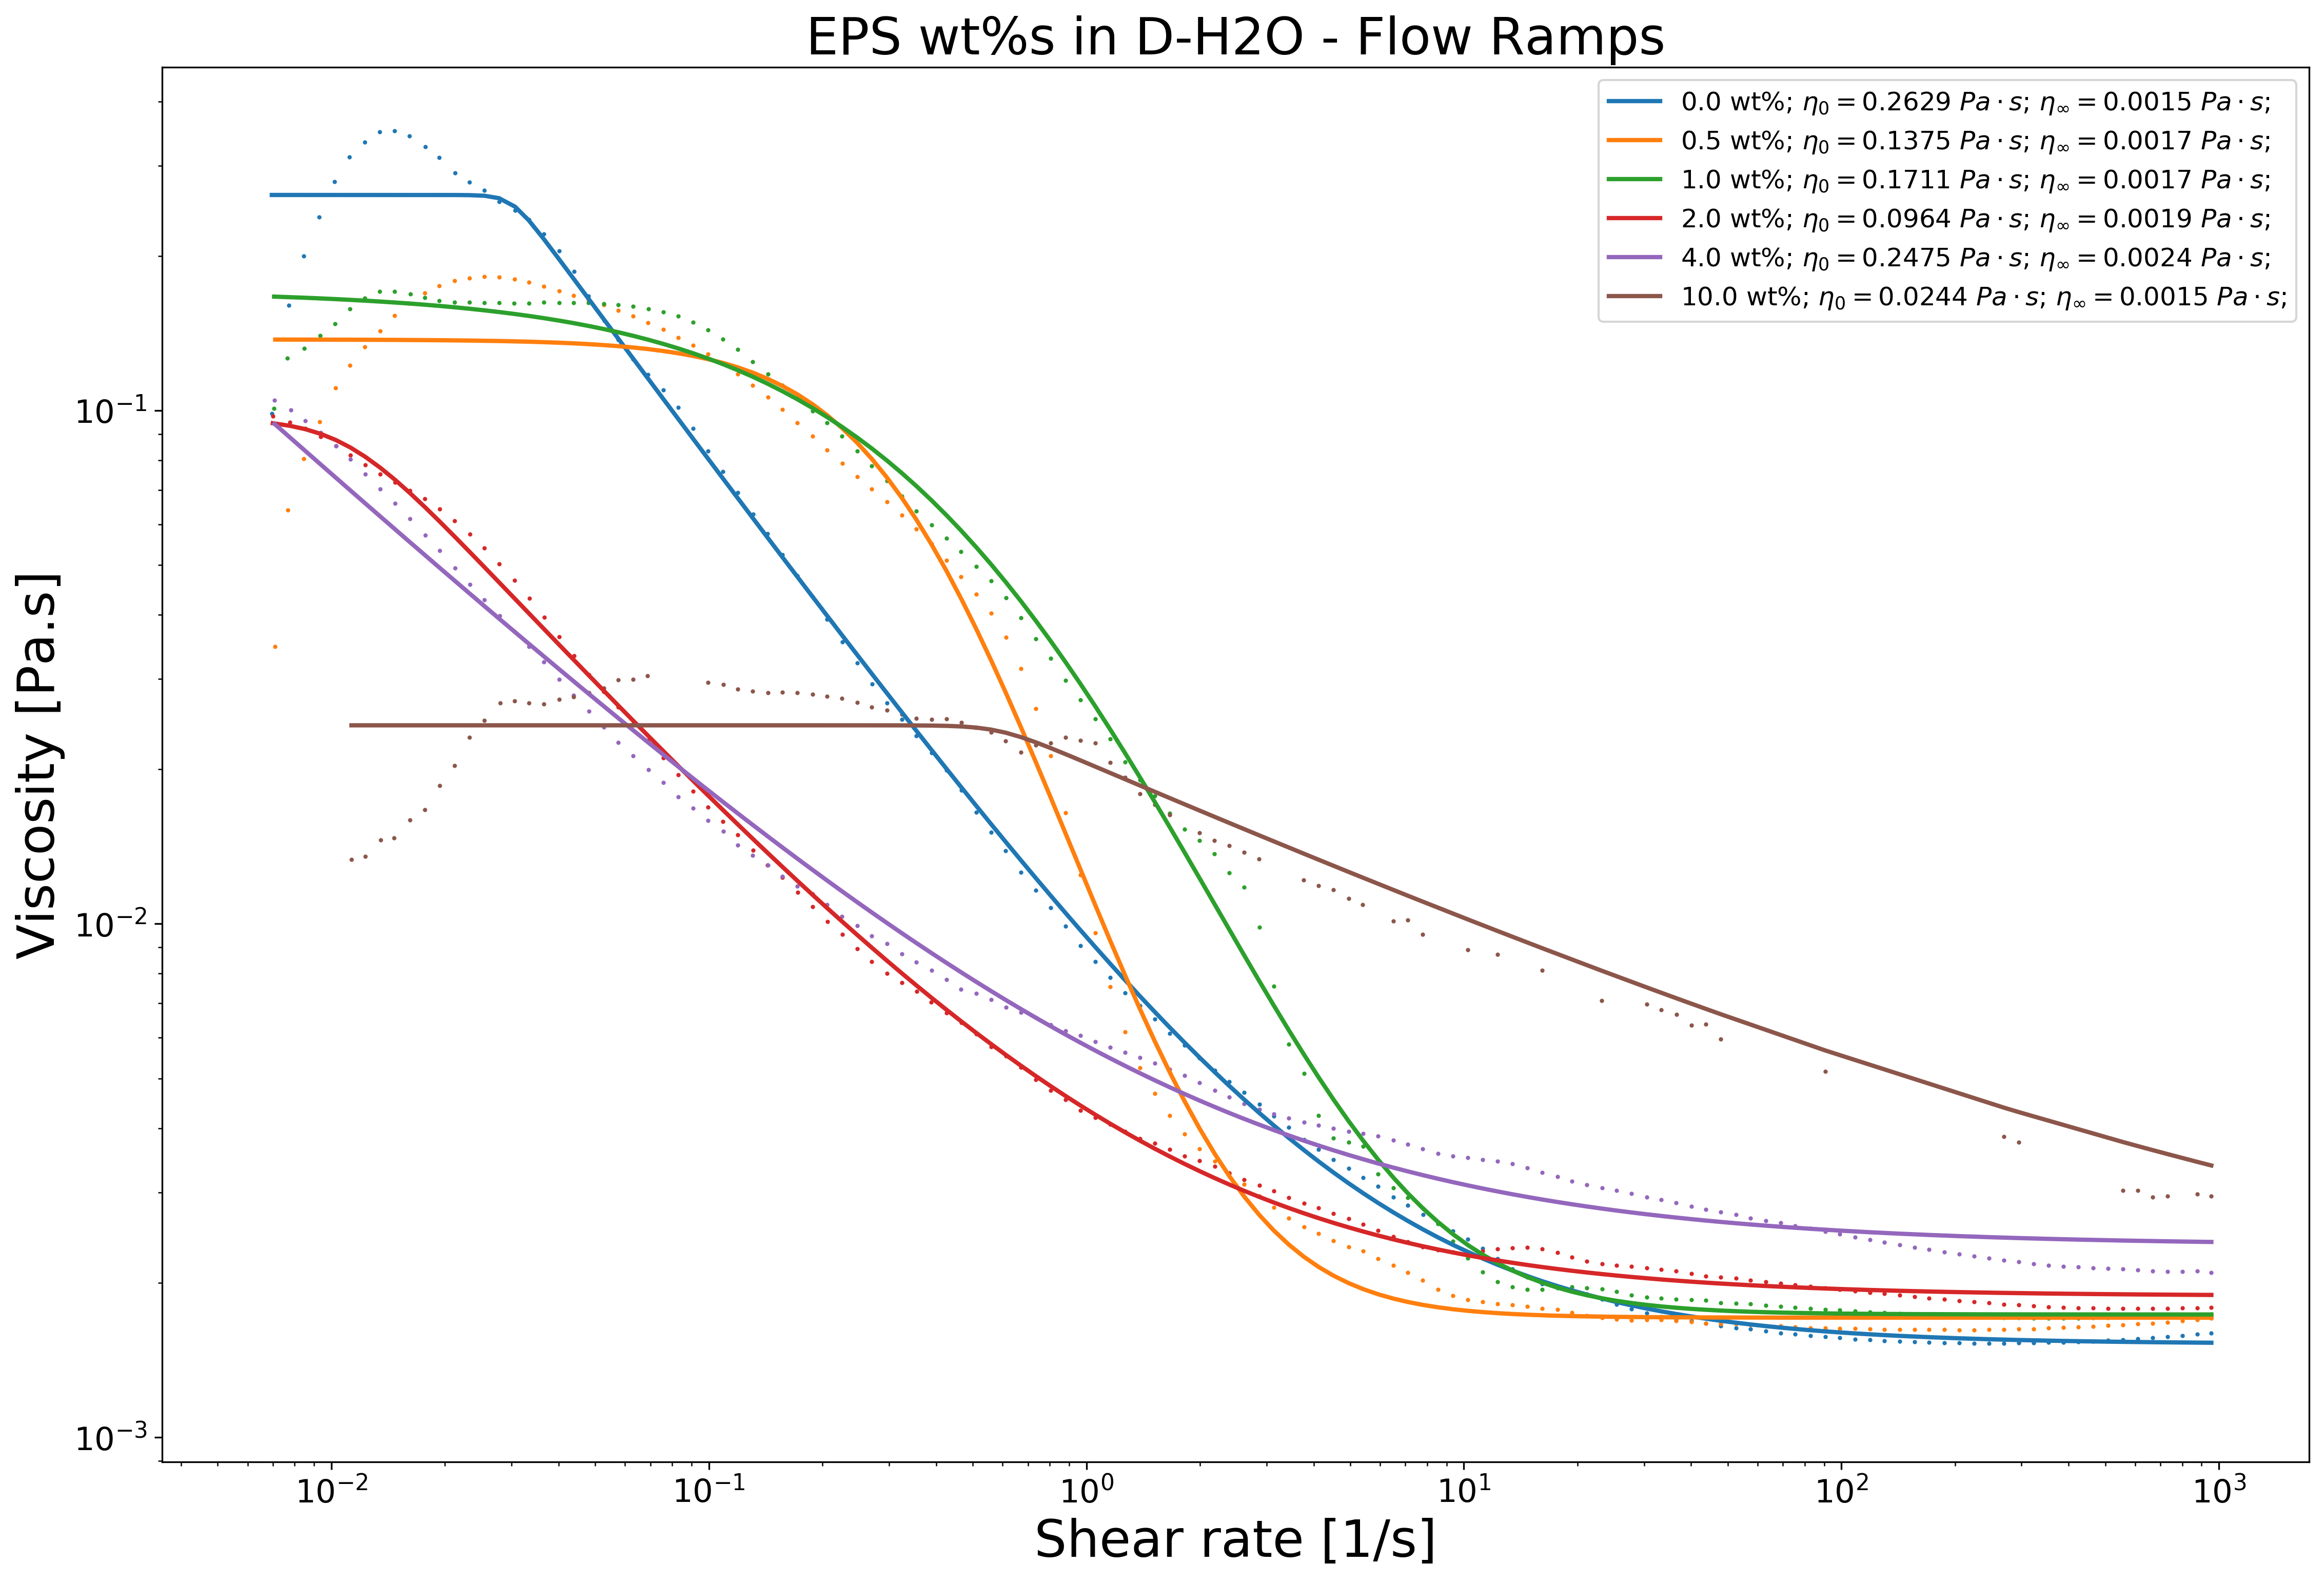 EPS wt%s in D-H2O - Flow Ramps
0.0 wt%; η₀ = 0.2629 Pa · s; η∞ = 0.0015 Pa · s;
0.5 wt%; η₀ = 0.1375 Pa · s; η∞ = 0.0017 Pa · s;
1.0 wt%; η₀ = 0.1711 Pa · s; η∞ = 0.0017 Pa · s;
2.0 wt%; η₀ = 0.0964 Pa · s; η∞ = 0.0019 Pa · s;
4.0 wt%; η₀ = 0.2475 Pa · s; η∞ = 0.0024 Pa · s;
10.0 wt%; η₀ = 0.0244 Pa · s; η∞ = 0.0015 Pa · s;
Viscosity [Pa.s]
10⁻¹
10⁻²
10⁻³
10⁻² 10⁻¹ 10⁰ 10¹ 10² 10³
Shear rate [1/s]